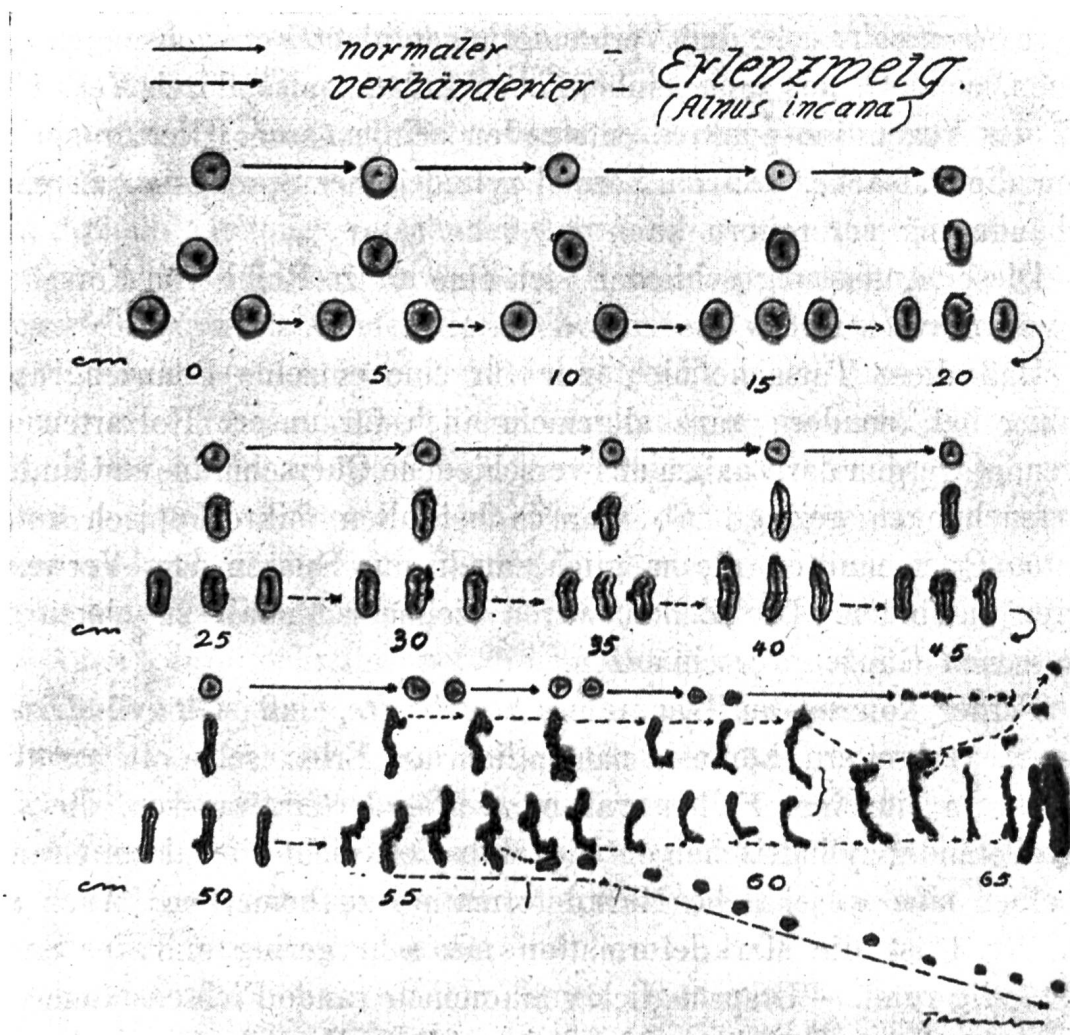 normaler –
verbänderter – Erlenzweig.
(Alnus incana)
cm 0 5 10 15 20
cm 25 30 35 40 45
cm 50 55 60 65